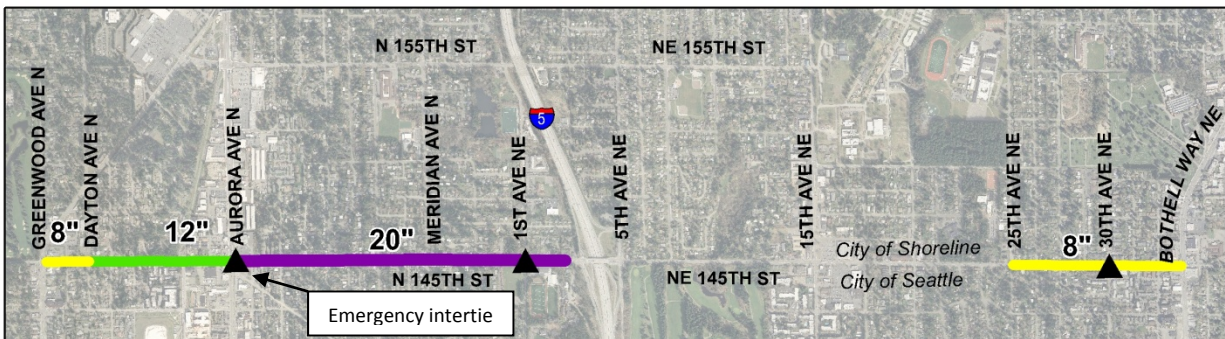 N 155TH ST
NE 155TH ST
GREENWOOD AVE N
DAYTON AVE N
AURORA AVE N
MERIDIAN AVE N
1ST AVE NE
5
5TH AVE NE
15TH AVE NE
25TH AVE NE
30TH AVE NE
BOTHELL WAY NE
8"
12"
20"
8"
City of Shoreline
N 145TH ST
NE 145TH ST
City of Seattle
Emergency intertie